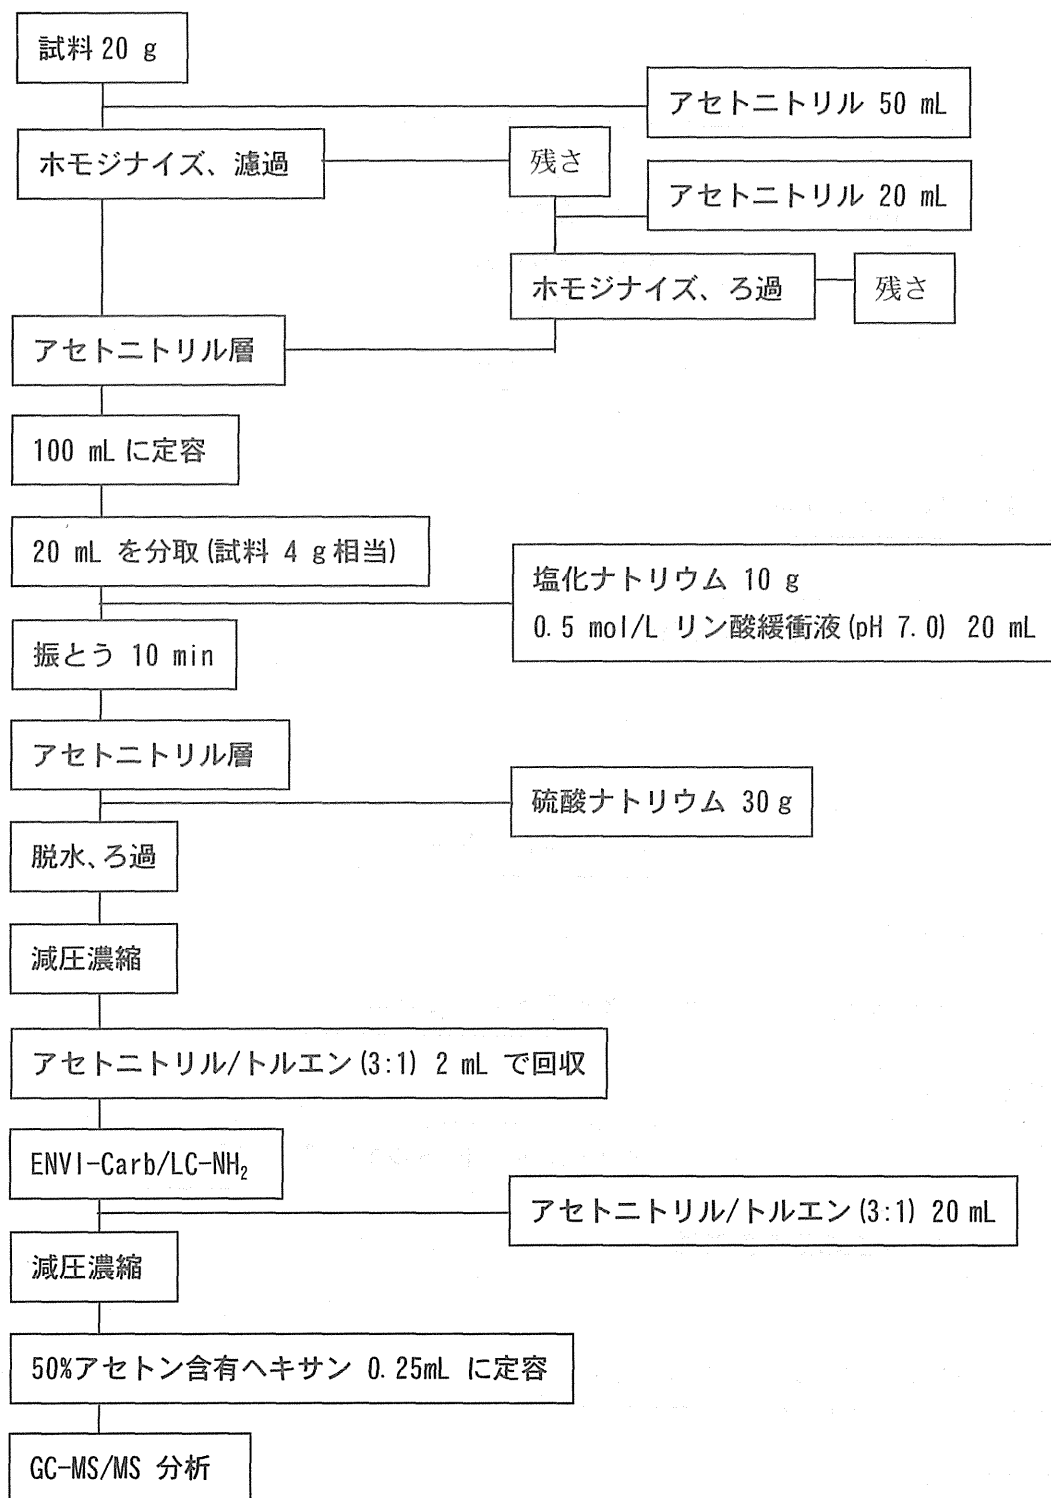 試料 20 g
アセトニトリル 50 mL
ホモジナイズ、濾過
残さ
アセトニトリル 20 mL
ホモジナイズ、ろ過
残さ
アセトニトリル層
100 mL に定容
20 mL を分取(試料 4 g相当)
塩化ナトリウム 10 g
0.5 mol/L リン酸緩衝液(pH 7.0) 20 mL
振とう 10 min
アセトニトリル層
硫酸ナトリウム 30 g
脱水、ろ過
減圧濃縮
アセトニトリル/トルエン(3:1) 2 mL で回収
ENVI-Carb/LC-NH₂
アセトニトリル/トルエン(3:1) 20 mL
減圧濃縮
50%アセトン含有ヘキサン 0.25mL に定容
GC-MS/MS 分析